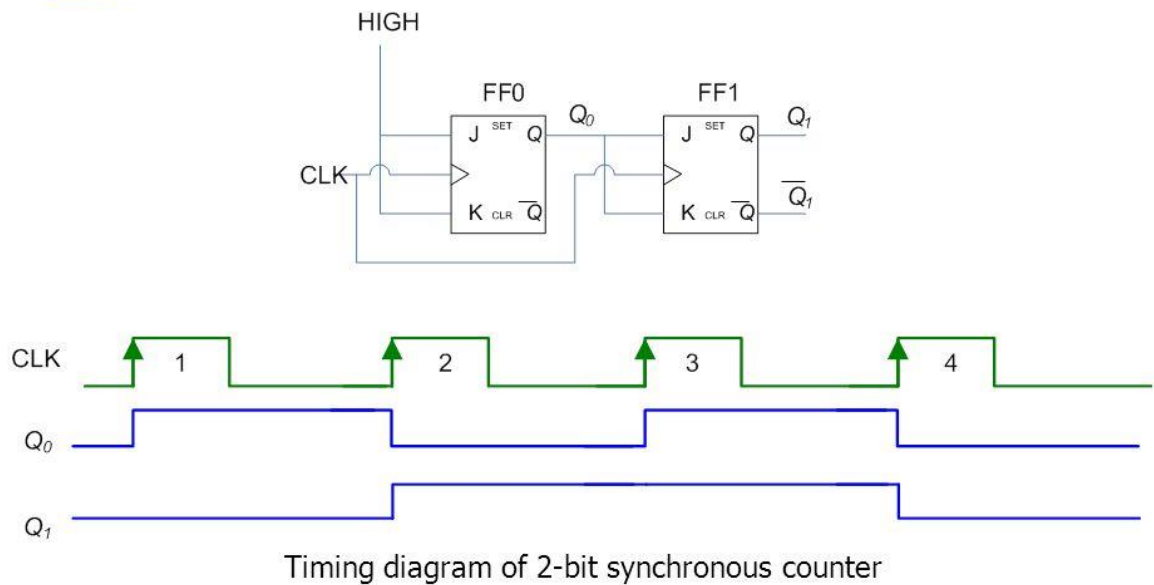 HIGH
FF0
FF1
Q0
Q1
J SET Q
J SET Q
CLK
Q̅1
K CLR Q̅
K CLR Q̅
CLK
1
2
3
4
Q0
Q1
Timing diagram of 2-bit synchronous counter